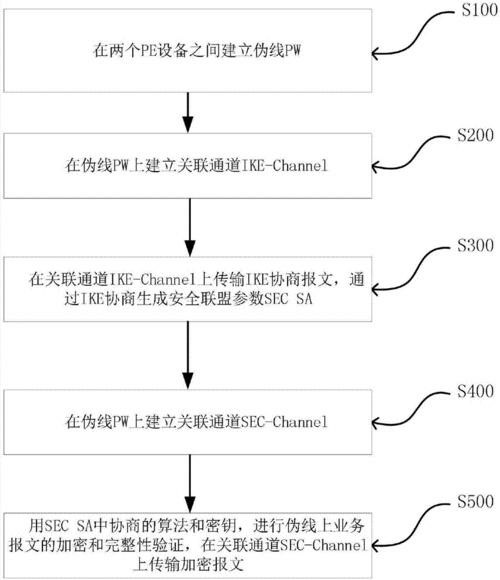 S100
在两个PE设备之间建立伪线PW
S200
在伪线PW上建立关联通道IKE-Channel
S300
在关联通道IKE-Channel上传输IKE协商报文，通
过IKE协商生成安全联盟参数SEC SA
S400
在伪线PW上建立关联通道SEC-Channel
S500
用SEC SA中协商的算法和密钥，进行伪线上业务
报文的加密和完整性验证，在关联通道SEC-Channel
上传输加密报文